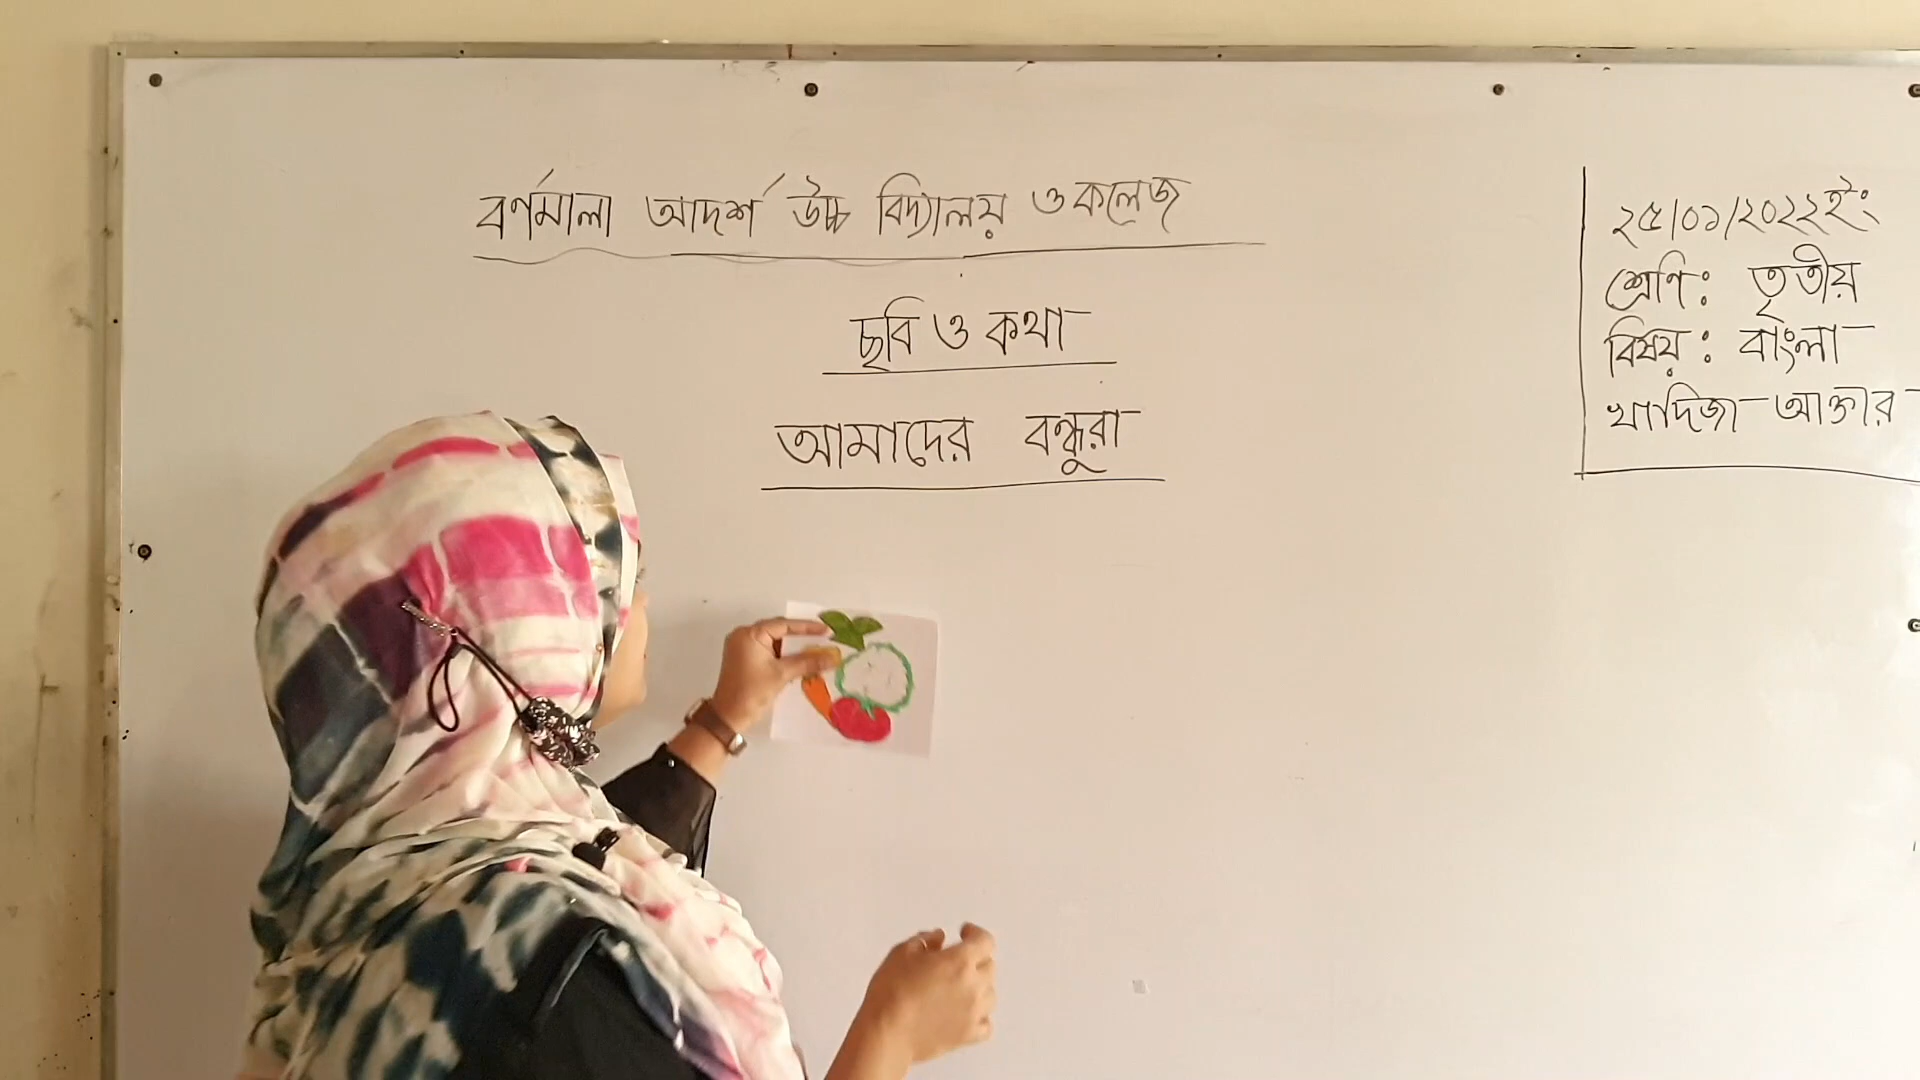 বর্ণমালা আদর্শ উচ্চ বিদ্যালয় ও কলেজ
ছবি ও কথা
আমাদের বন্ধুরা
২৫/০১/২০২২ইং
শ্রেণি: তৃতীয়
বিষয়: বাংলা
খাদিজা আক্তার